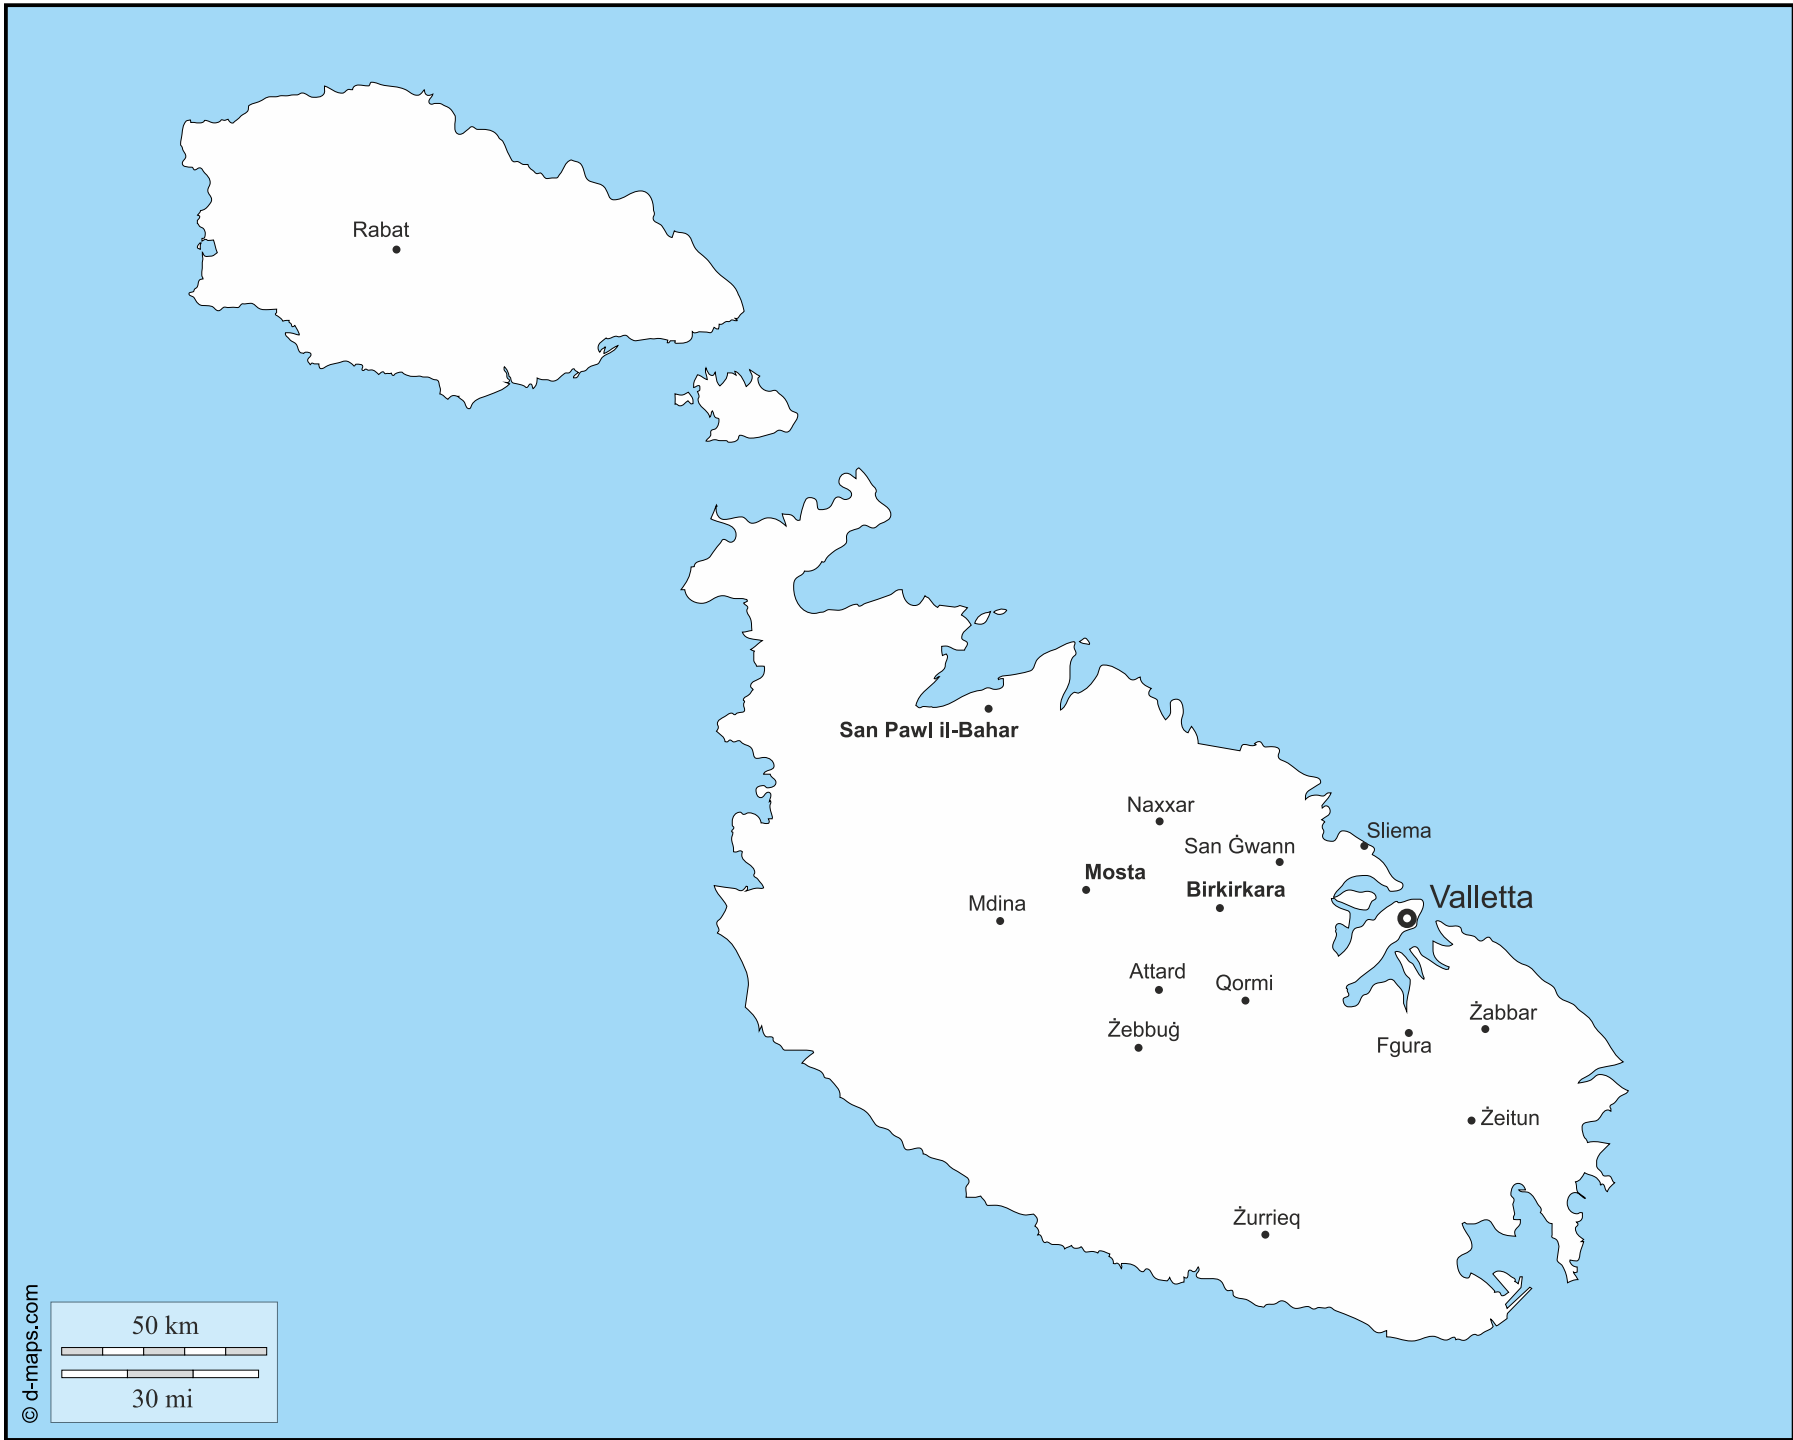 Rabat
San Pawl il-Bahar
Naxxar
Sliema
San Ġwann
Mosta
Birkirkara
Valletta
Mdina
Attard
Qormi
Żabbar
Żebbuġ
Fgura
Żeitun
Żurrieq
50 km
30 mi
© d-maps.com